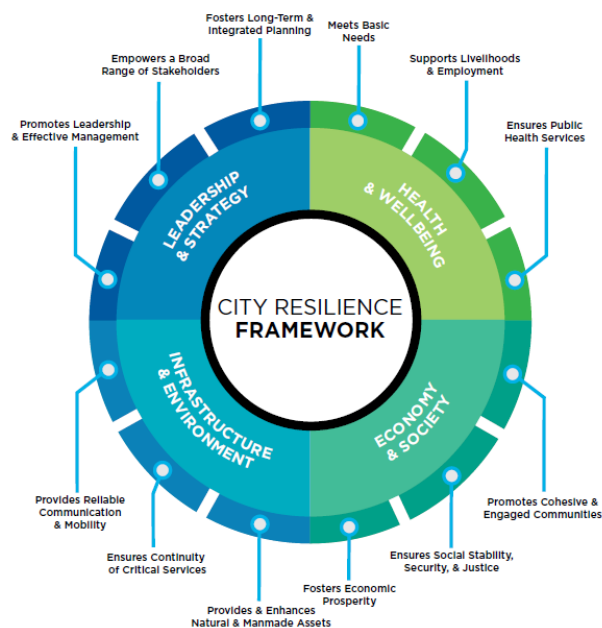 Fosters Long-Term &
Integrated Planning
Meets Basic
Needs
Empowers a Broad
Range of Stakeholders
Supports Livelihoods
& Employment
Promotes Leadership
& Effective Management
Ensures Public
Health Services
LEADERSHIP
& STRATEGY
HEALTH
& WELLBEING
CITY RESILIENCE
FRAMEWORK
INFRASTRUCTURE
& ENVIRONMENT
ECONOMY
& SOCIETY
Provides Reliable
Communication
& Mobility
Promotes Cohesive &
Engaged Communities
Ensures Continuity
of Critical Services
Ensures Social Stability,
Security, & Justice
Provides & Enhances
Natural & Manmade Assets
Fosters Economic
Prosperity